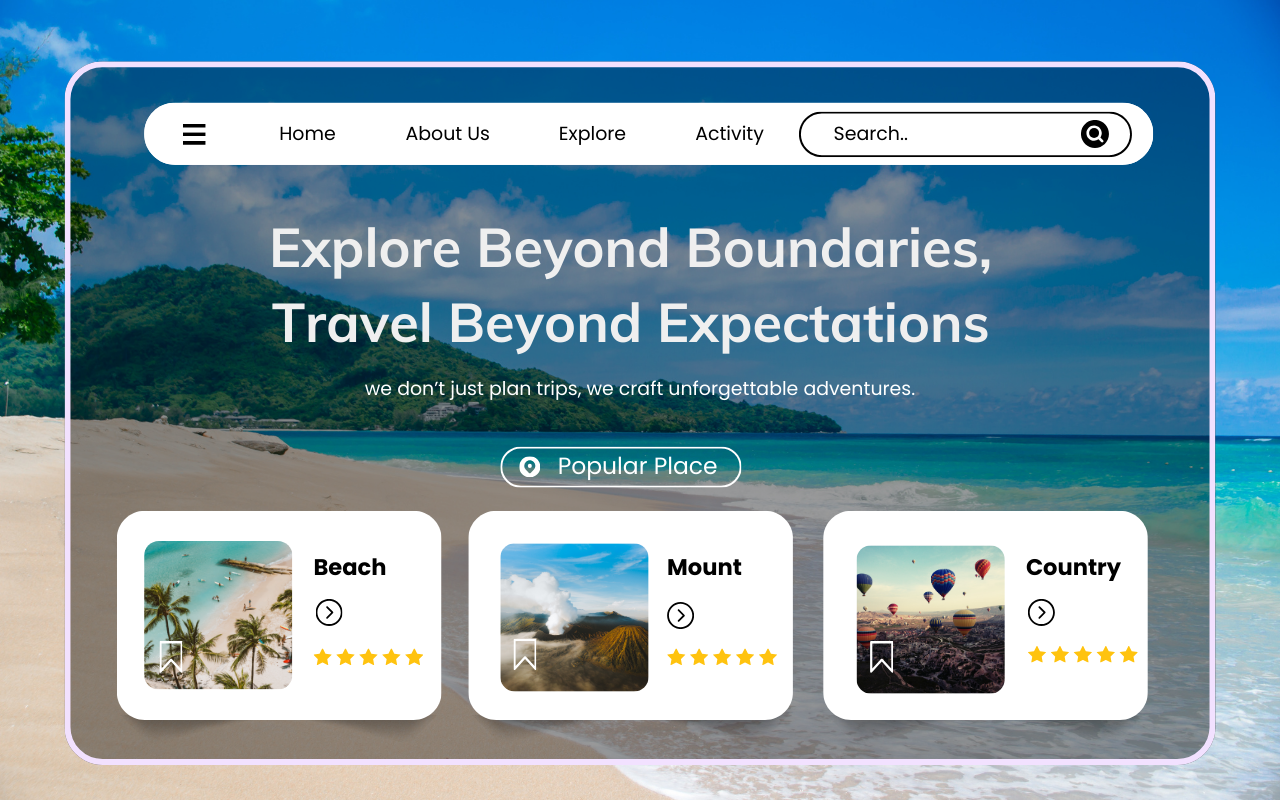 Home About Us Explore Activity Search..
Explore Beyond Boundaries,
Travel Beyond Expectations
we don’t just plan trips, we craft unforgettable adventures.
Popular Place
Beach
Mount
Country